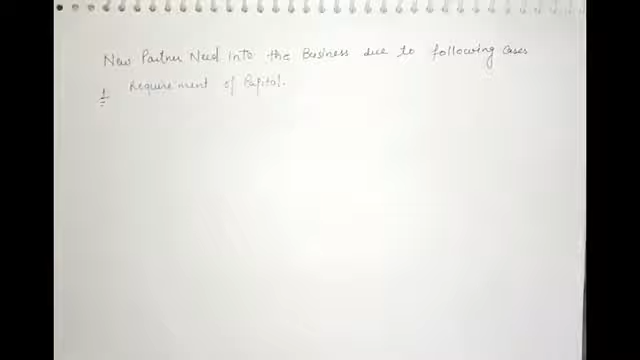 New Partner Need Into the Business due to following cases
1 Requirement of Capital.